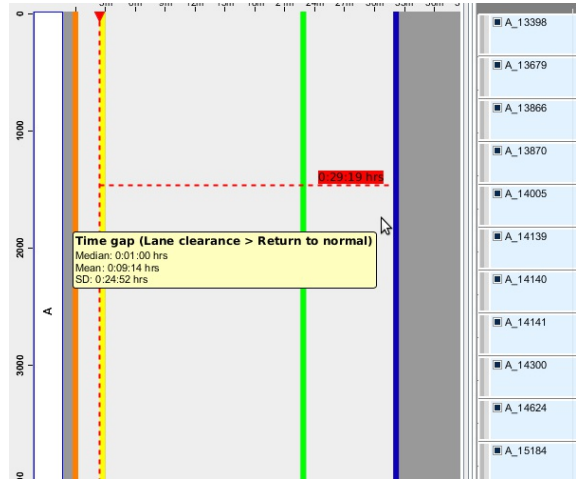 0
1000
2000
3000
A
0:29:19 hrs
Time gap (Lane clearance > Return to normal)
Median: 0:01:00 hrs
Mean: 0:09:14 hrs
SD: 0:24:52 hrs
A_13398
A_13679
A_13866
A_13870
A_14005
A_14139
A_14140
A_14141
A_14300
A_14624
A_15184